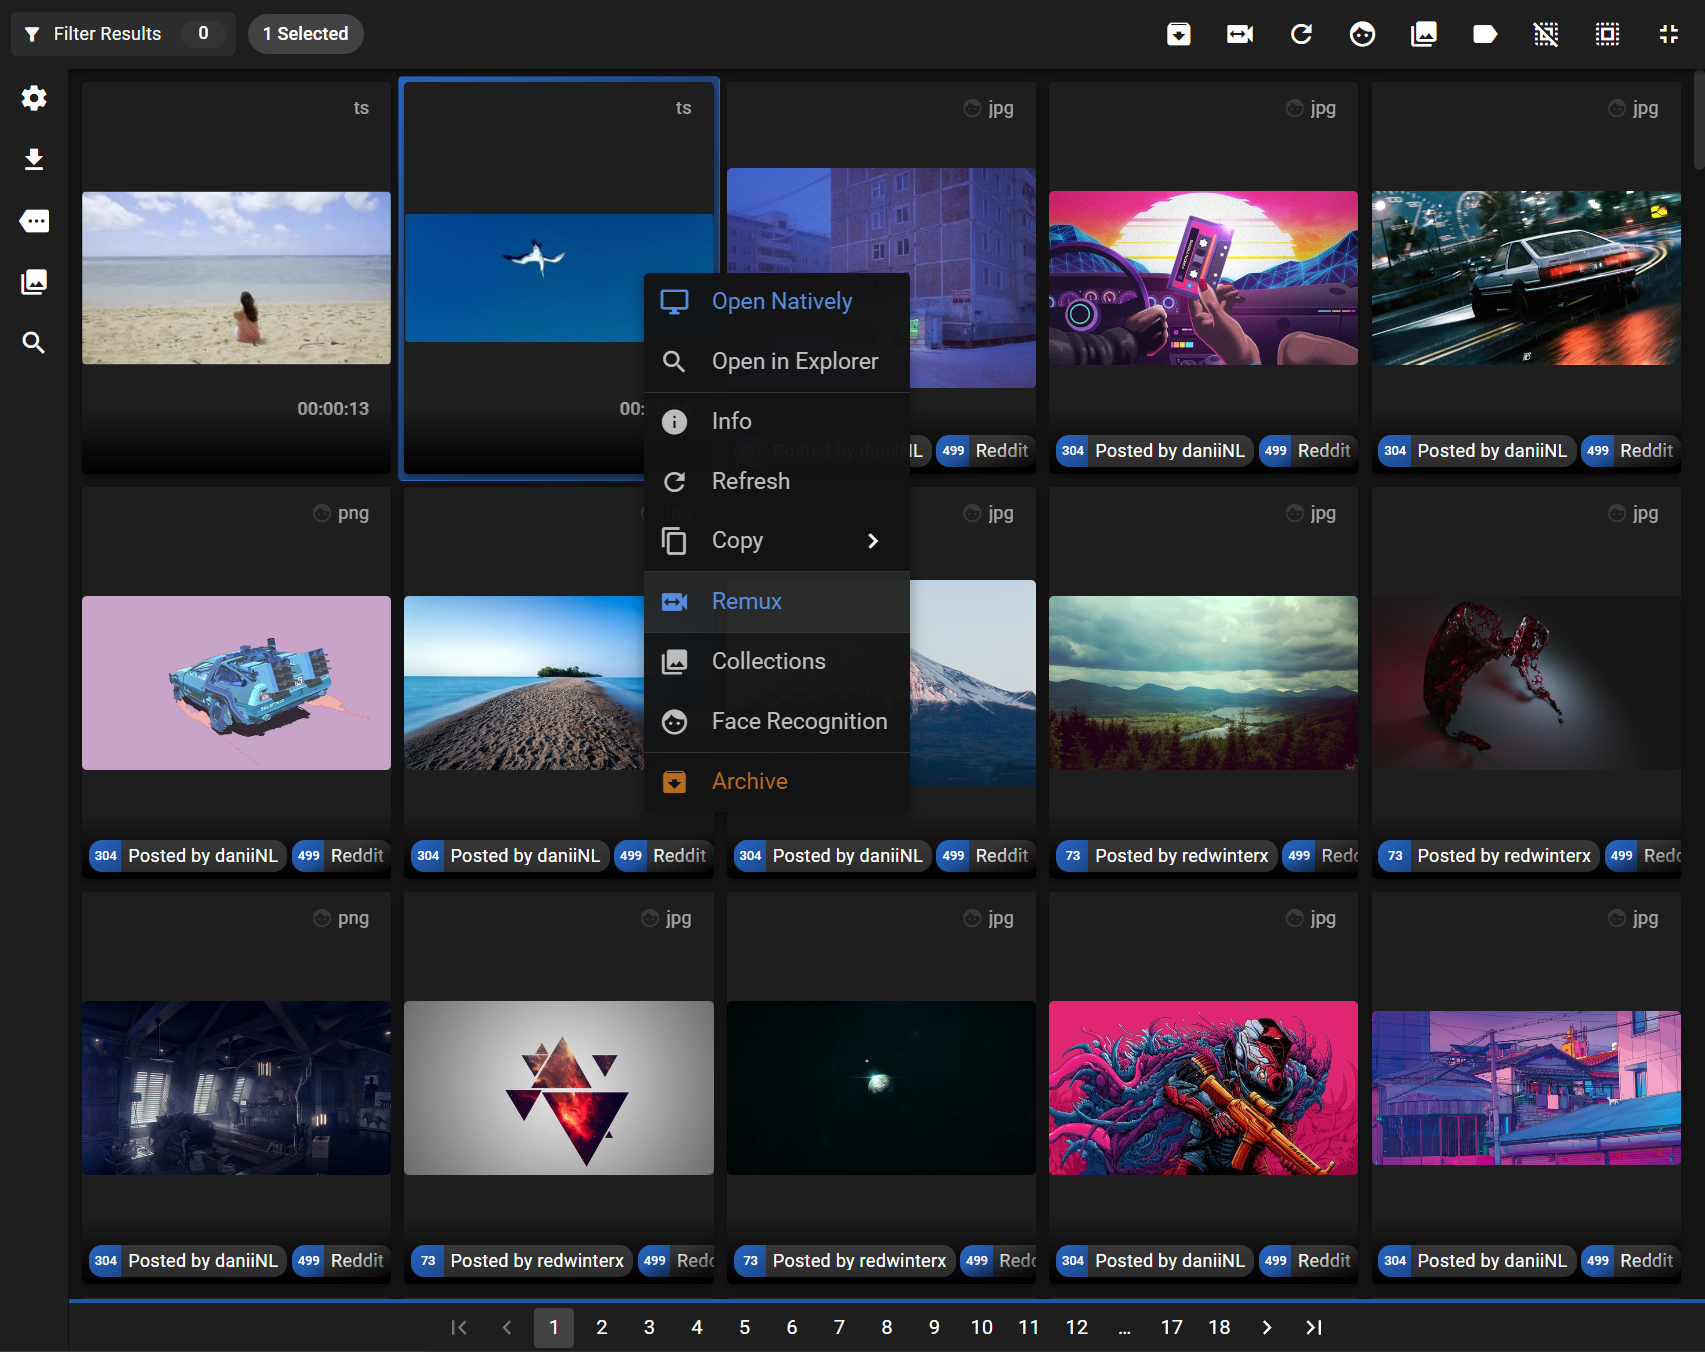 Filter Results 0 1 Selected
ts
ts
jpg
jpg
jpg
00:00:13
00:
304 Posted by daniiNL 499 Reddit
304 Posted by daniiNL 499 Reddit
304 Posted by daniiNL 499 Reddit
Open Natively
Open in Explorer
Info
Refresh
Copy
Remux
Collections
Face Recognition
Archive
png
jpg
jpg
jpg
jpg
304 Posted by daniiNL 499 Reddit
304 Posted by daniiNL 499 Reddit
304 Posted by daniiNL 499 Reddit
73 Posted by redwinterx 499 Redd
73 Posted by redwinterx 499 Redd
png
jpg
jpg
jpg
jpg
304 Posted by daniiNL 499 Reddit
73 Posted by redwinterx 499 Redd
73 Posted by redwinterx 499 Redd
304 Posted by daniiNL 499 Reddit
304 Posted by daniiNL 499 Reddit
1 2 3 4 5 6 7 8 9 10 11 12 ... 17 18